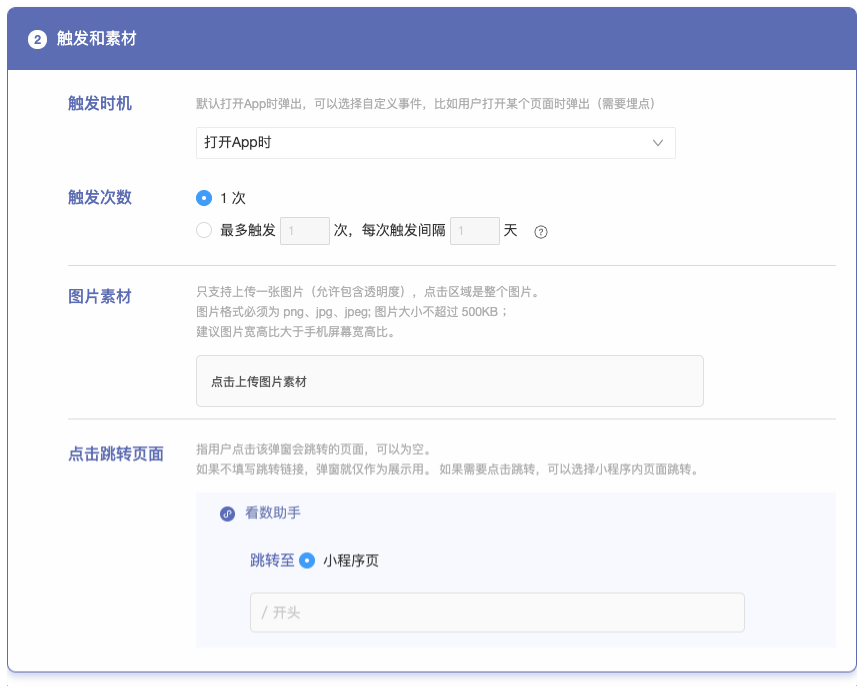 2 触发和素材
触发时机
默认打开App时弹出，可以选择自定义事件，比如用户打开某个页面时弹出（需要埋点）
打开App时
触发次数
1 次
最多触发 1 次，每次触发间隔 1 天 ?
图片素材
只支持上传一张图片（允许包含透明度），点击区域是整个图片。
图片格式必须为 png、jpg、jpeg; 图片大小不超过 500KB；
建议图片宽高比大于手机屏幕宽高比。
点击上传图片素材
点击跳转页面
指用户点击该弹窗会跳转的页面，可以为空。
如果不填写跳转链接，弹窗就仅作为展示用。 如果需要点击跳转，可以选择小程序内页面跳转。
看数助手
跳转至 小程序页
/ 开头